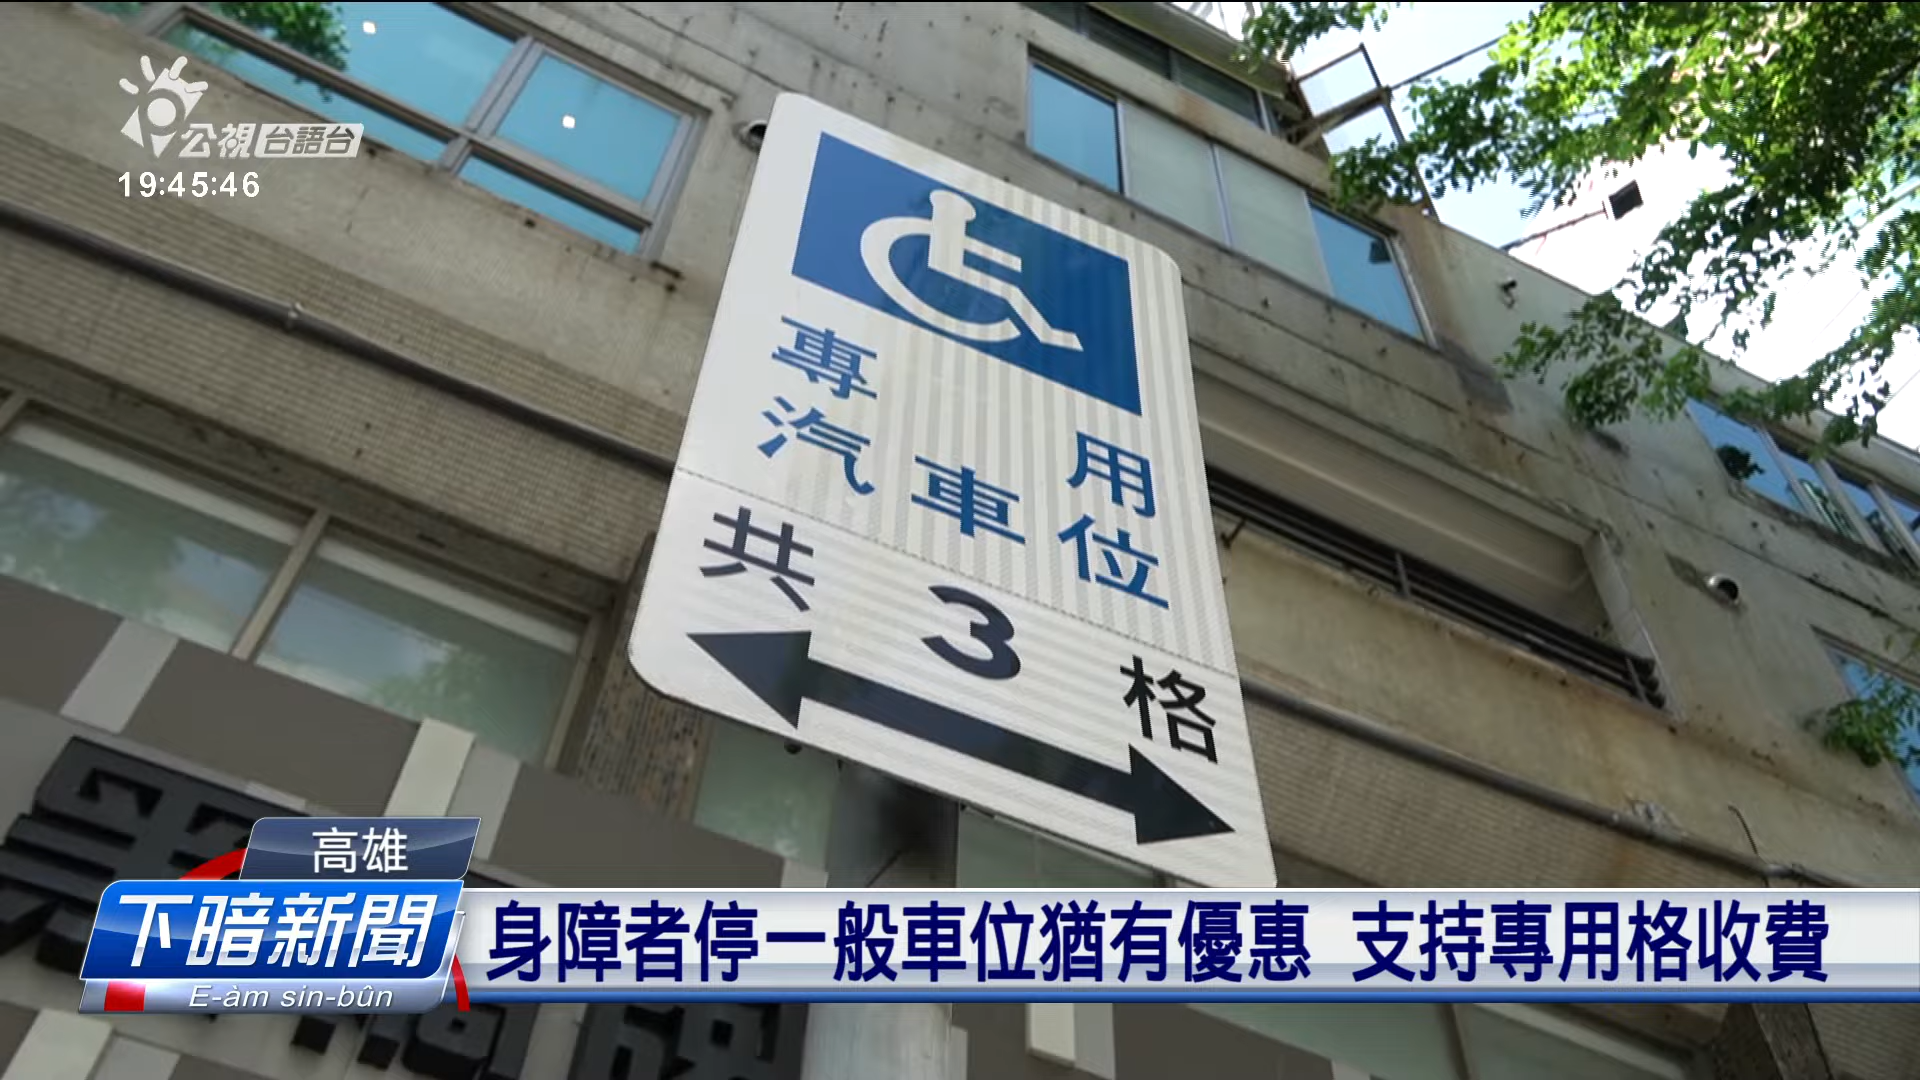 公視台語台
19:45:46
專用
汽車位
共3格
高雄
下暗新聞
E-àm sin-bûn
身障者停一般車位猶有優惠 支持專用格收費